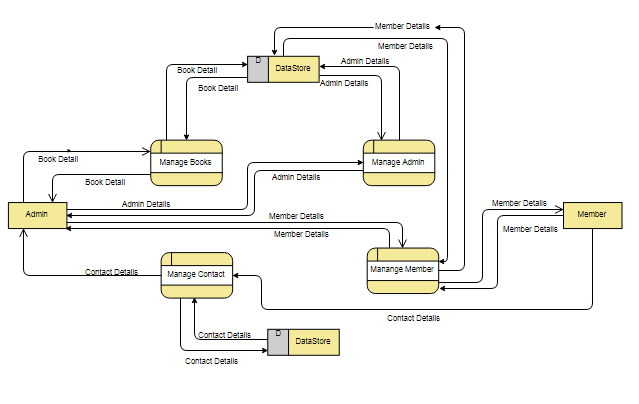 Member Details
Member Details
D
DataStore
Admin Details
Book Detail
Admin Details
Book Detail
Manage Books
Manage Admin
Book Detail
Admin Details
Book Detail
Admin Details
Member Details
Admin
Member Details
Member
Member Details
Member Details
Manange Member
Contact Details
Manage Contact
Contact Details
D
Contact Details
DataStore
Contact Details